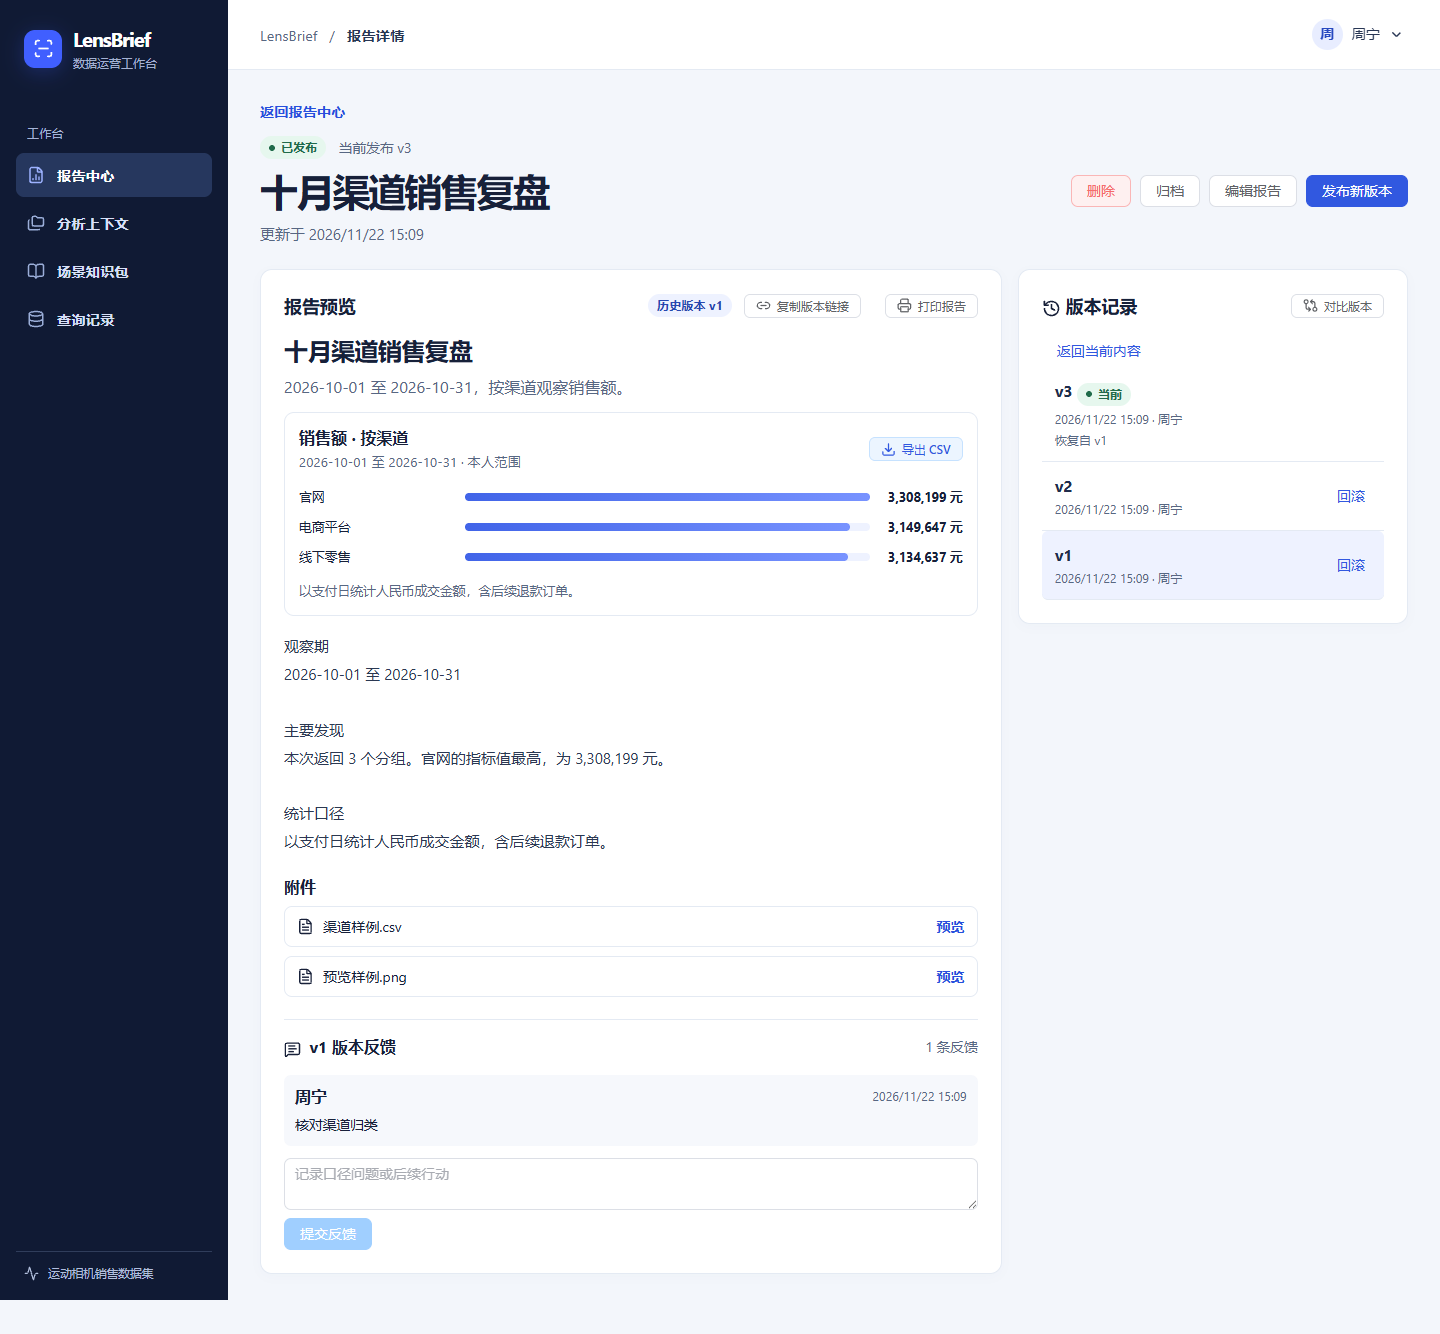 LensBrief
数据运营工作台
工作台
报告中心
分析上下文
场景知识包
查询记录
运动相机销售数据集
LensBrief / 报告详情
周 周宁
返回报告中心
已发布 当前发布 v3
十月渠道销售复盘
更新于 2026/11/22 15:09
删除 归档 编辑报告 发布新版本
报告预览 历史版本 v1 复制版本链接 打印报告
十月渠道销售复盘
2026-10-01 至 2026-10-31，按渠道观察销售额。
销售额 · 按渠道
2026-10-01 至 2026-10-31 · 本人范围
导出 CSV
官网 3,308,199 元
电商平台 3,149,647 元
线下零售 3,134,637 元
以支付日统计人民币成交金额，含后续退款订单。
观察期
2026-10-01 至 2026-10-31
主要发现
本次返回 3 个分组。官网的指标值最高，为 3,308,199 元。
统计口径
以支付日统计人民币成交金额，含后续退款订单。
附件
渠道样例.csv 预览
预览样例.png 预览
v1 版本反馈 1 条反馈
周宁 2026/11/22 15:09
核对渠道归类
记录口径问题或后续行动
提交反馈
版本记录 对比版本
返回当前内容
v3 当前
2026/11/22 15:09 · 周宁
恢复自 v1
v2
2026/11/22 15:09 · 周宁
回滚
v1
2026/11/22 15:09 · 周宁
回滚